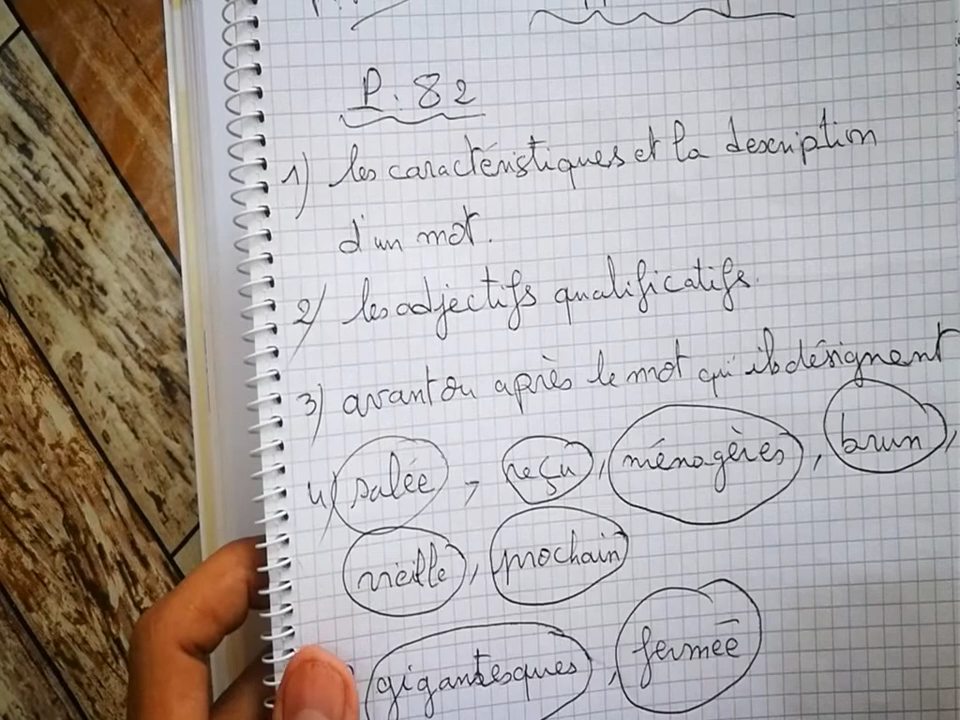 P. 82
1) les caractéristiques et la description
d'un mot.
2) les adjectifs qualificatifs.
3) avant ou après le mot qu'ils désignent
4) salée, reçu, ménagères, brun,
vieille, prochain
gigantesques, fermée